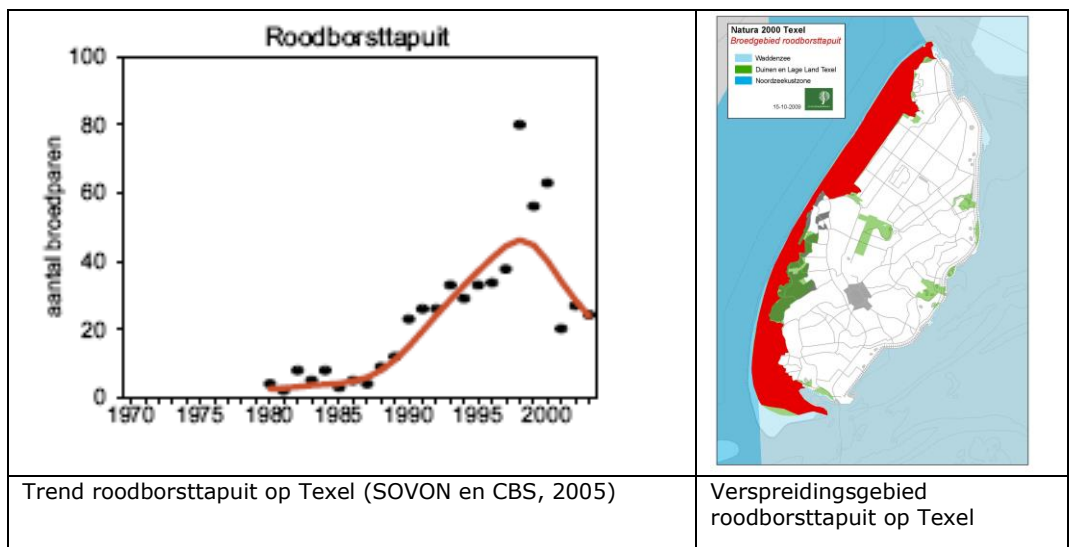 Roodborsttapuit
aantal broedparen
100
80
60
40
20
0
1970 1975 1980 1985 1990 1995 2000
Natura 2000 Texel
Broedgebied roodborsttapuit
Waddenzee
Duinen en Lage Land Texel
Noordzeekustzone
15-10-2009
Trend roodborsttapuit op Texel (SOVON en CBS, 2005)
Verspreidingsgebied
roodborsttapuit op Texel